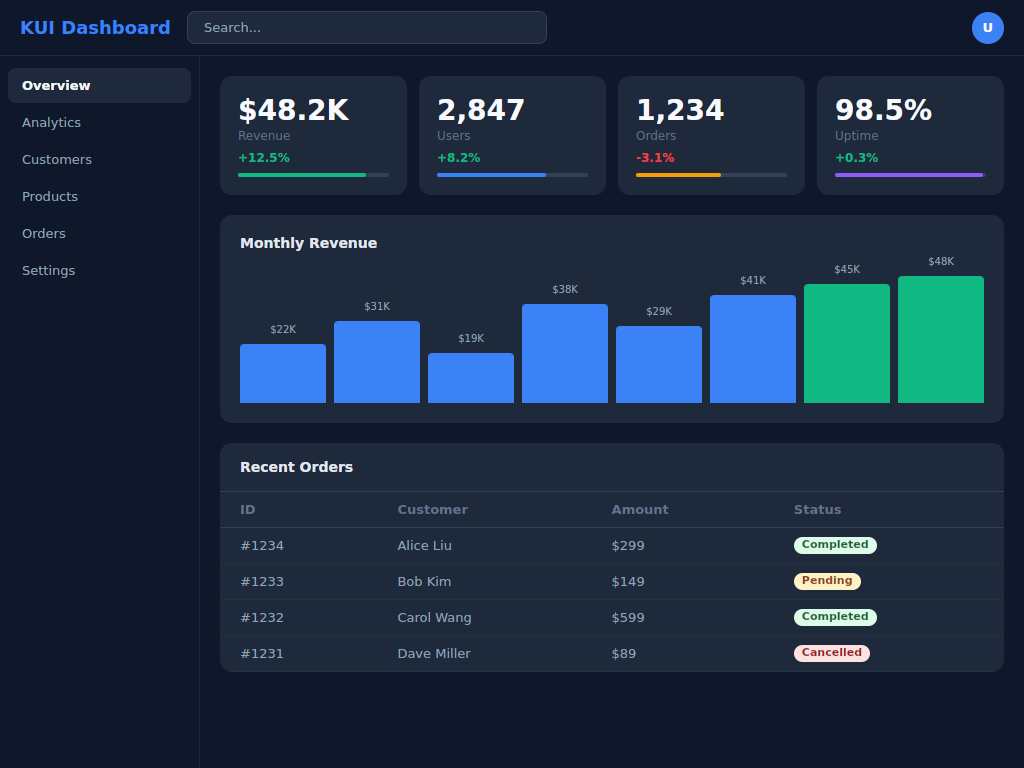 KUI Dashboard
Search...
U
Overview
Analytics
Customers
Products
Orders
Settings
$48.2K
Revenue
+12.5%
2,847
Users
+8.2%
1,234
Orders
-3.1%
98.5%
Uptime
+0.3%
Monthly Revenue
$22K
$31K
$19K
$38K
$29K
$41K
$45K
$48K
Recent Orders
ID Customer Amount Status
#1234 Alice Liu $299 Completed
#1233 Bob Kim $149 Pending
#1232 Carol Wang $599 Completed
#1231 Dave Miller $89 Cancelled